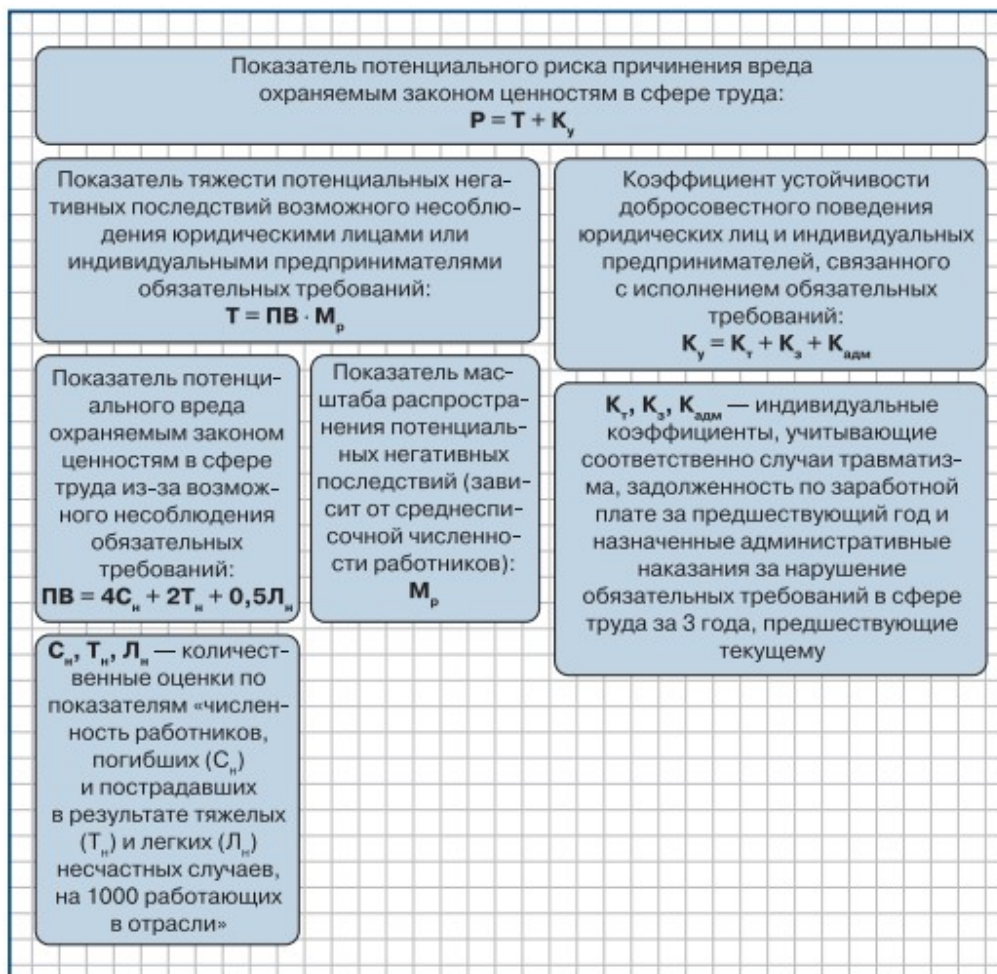 Показатель потенциального риска причинения вреда
охраняемым законом ценностям в сфере труда:
Р = Т + Ку
Показатель тяжести потенциальных нега-
тивных последствий возможного несоблю-
дения юридическими лицами или
индивидуальными предпринимателями
обязательных требований:
Т = ПВ · Мр
Коэффициент устойчивости
добросовестного поведения
юридических лиц и индивидуальных
предпринимателей, связанного
с исполнением обязательных
требований:
Ку = Кт + Кз + Кадм
Показатель потенци-
ального вреда
охраняемым законом
ценностям в сфере
труда из-за возмож-
ного несоблюдения
обязательных
требований:
ПВ = 4Сн + 2Тн + 0,5Лн
Показатель мас-
штаба распростра-
нения потенциаль-
ных негативных
последствий (зави-
сит от среднеспи-
сочной численно-
сти работников):
Мр
Кт, Кз, Кадм — индивидуальные
коэффициенты, учитывающие
соответственно случаи травматиз-
ма, задолженность по заработной
плате за предшествующий год и
назначенные административные
наказания за нарушение
обязательных требований в сфере
труда за 3 года, предшествующие
текущему
Сн, Тн, Лн — количест-
венные оценки по
показателям «числен-
ность работников,
погибших (Сн)
и пострадавших
в результате тяжелых
(Тн) и легких (Лн)
несчастных случаев,
на 1000 работающих
в отрасли»